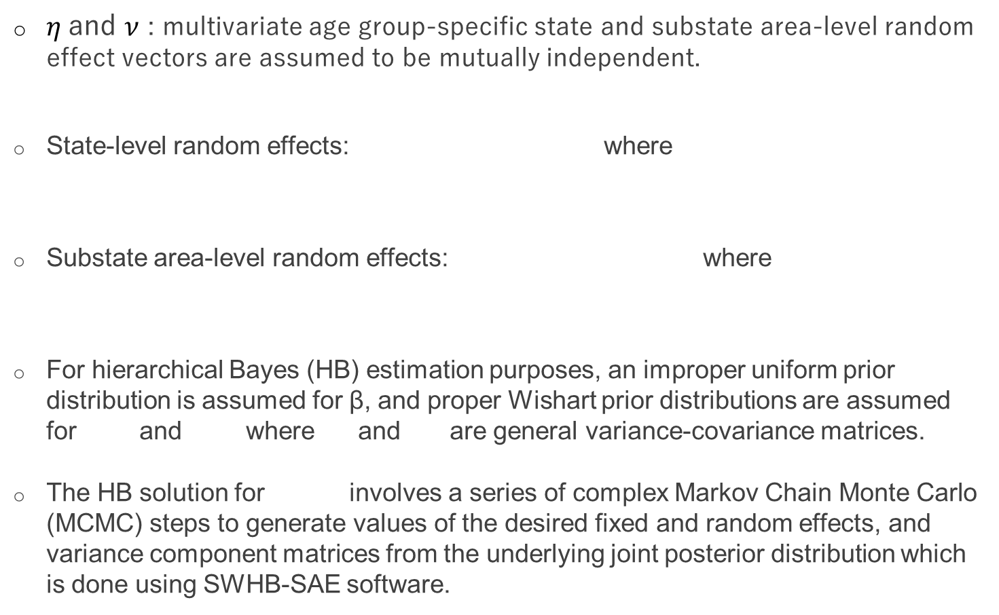 ○ η and ν : multivariate age group-specific state and substate area-level random
effect vectors are assumed to be mutually independent.
○ State-level random effects: where
○ Substate area-level random effects: where
○ For hierarchical Bayes (HB) estimation purposes, an improper uniform prior
distribution is assumed for β, and proper Wishart prior distributions are assumed
for and where and are general variance-covariance matrices.
○ The HB solution for involves a series of complex Markov Chain Monte Carlo
(MCMC) steps to generate values of the desired fixed and random effects, and
variance component matrices from the underlying joint posterior distribution which
is done using SWHB-SAE software.